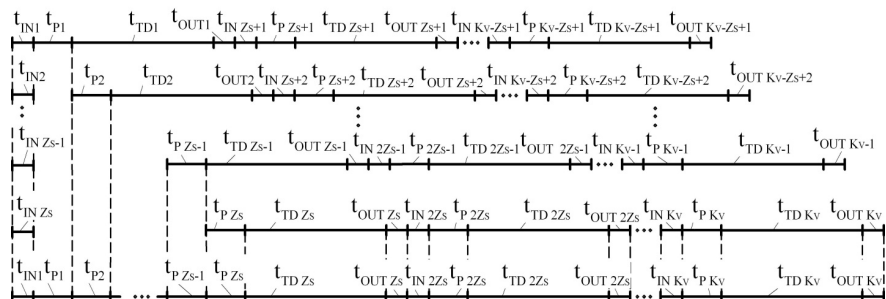 tIN1 tP1 tTD1 tOUT1 tIN Zs+1 tP Zs+1 tTD Zs+1 tOUT Zs+1 tIN Kv-Zs+1 tP Kv-Zs+1 tTD Kv-Zs+1 tOUT Kv-Zs+1
tIN2 tP2 tTD2 tOUT2 tIN Zs+2 tP Zs+2 tTD Zs+2 tOUT Zs+2 tIN Kv-Zs+2 tP Kv-Zs+2 tTD Kv-Zs+2 tOUT Kv-Zs+2
tIN Zs-1 tP Zs-1 tTD Zs-1 tOUT Zs-1 tIN 2Zs-1 tP 2Zs-1 tTD 2Zs-1 tOUT 2Zs-1 tIN Kv-1 tP Kv-1 tTD Kv-1 tOUT Kv-1
tIN Zs tP Zs tTD Zs tOUT Zs tIN 2Zs tP 2Zs tTD 2Zs tOUT 2Zs tIN Kv tP Kv tTD Kv tOUT Kv
tIN1 tP1 tP2 tP Zs-1 tP Zs tTD Zs tOUT Zs tIN 2Zs tP 2Zs tTD 2Zs tOUT 2Zs tIN Kv tP Kv tTD Kv tOUT Kv